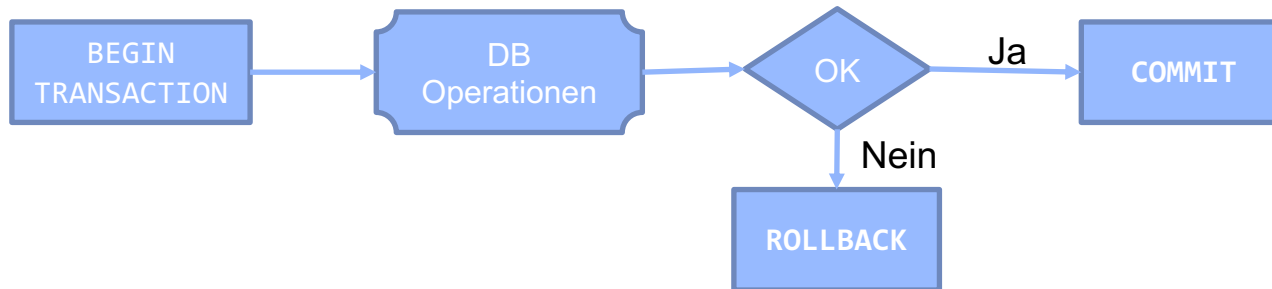 BEGIN
TRANSACTION
DB
Operationen
OK
Ja
COMMIT
Nein
ROLLBACK